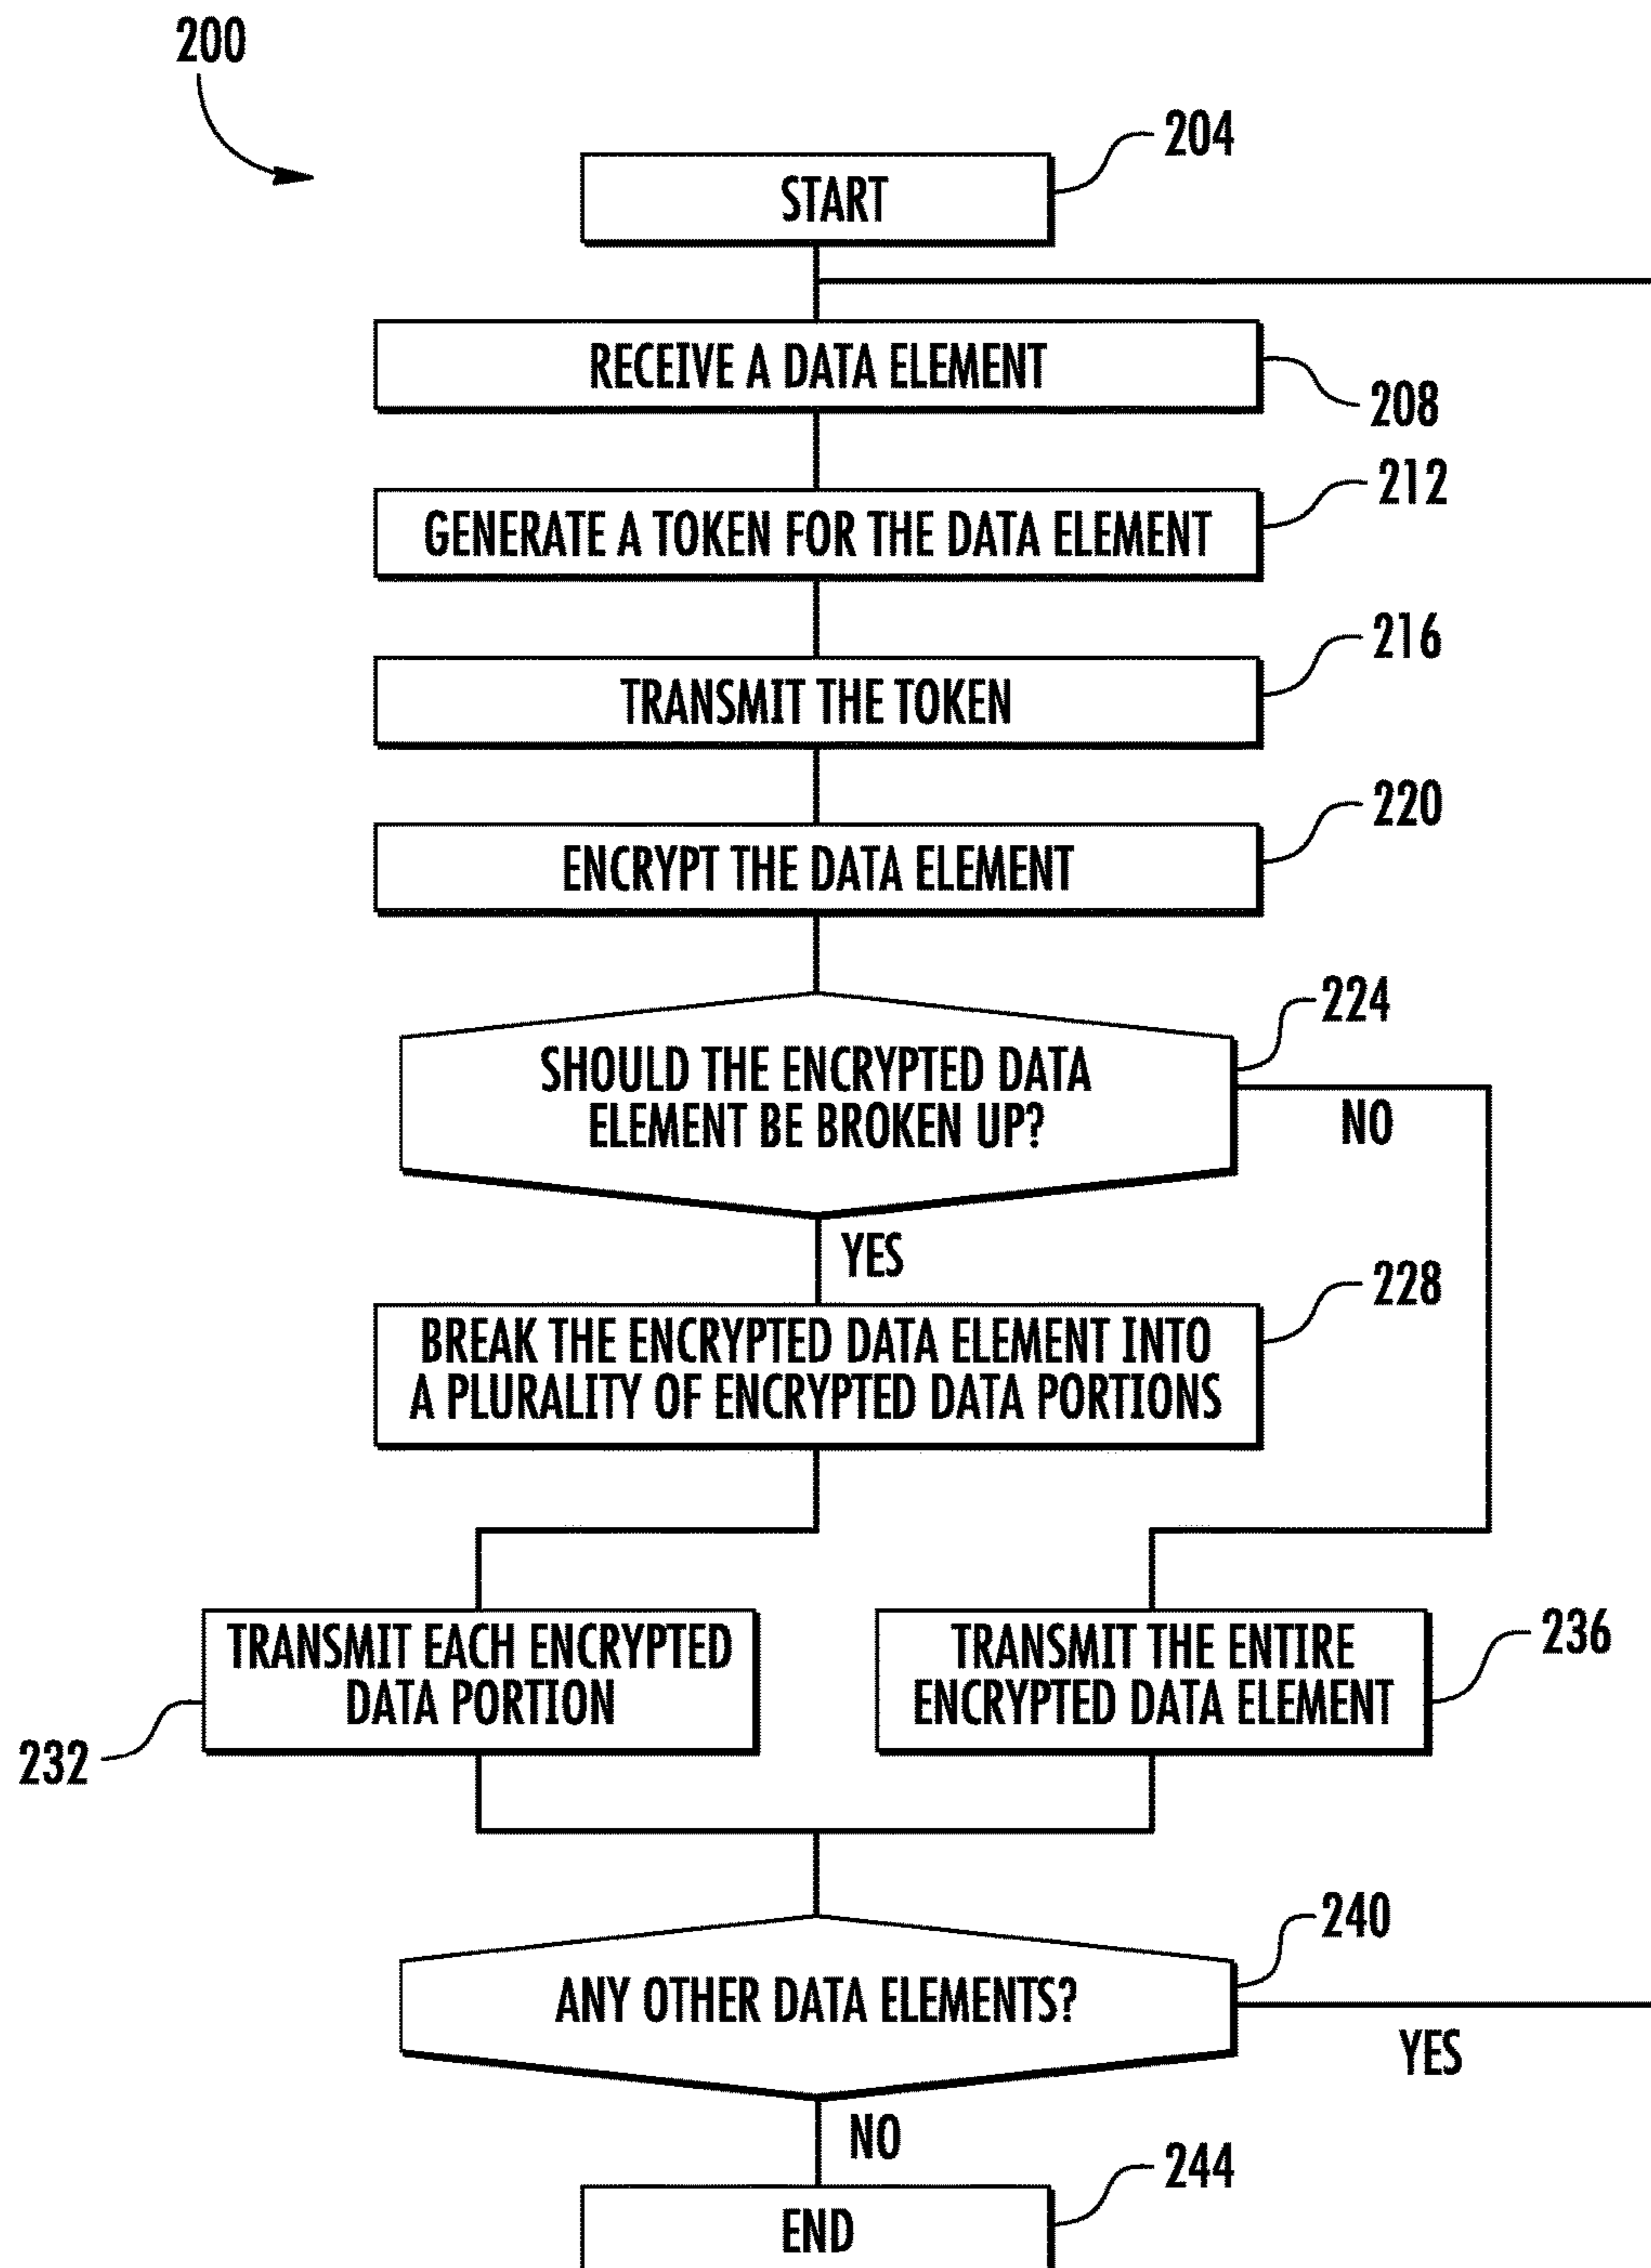 200
204
START
RECEIVE A DATA ELEMENT
208
212
GENERATE A TOKEN FOR THE DATA ELEMENT
216
TRANSMIT THE TOKEN
220
ENCRYPT THE DATA ELEMENT
224
SHOULD THE ENCRYPTED DATA
ELEMENT BE BROKEN UP?
NO
YES
228
BREAK THE ENCRYPTED DATA ELEMENT INTO
A PLURALITY OF ENCRYPTED DATA PORTIONS
TRANSMIT EACH ENCRYPTED
DATA PORTION
232
TRANSMIT THE ENTIRE
ENCRYPTED DATA ELEMENT
236
240
ANY OTHER DATA ELEMENTS?
YES
NO
244
END